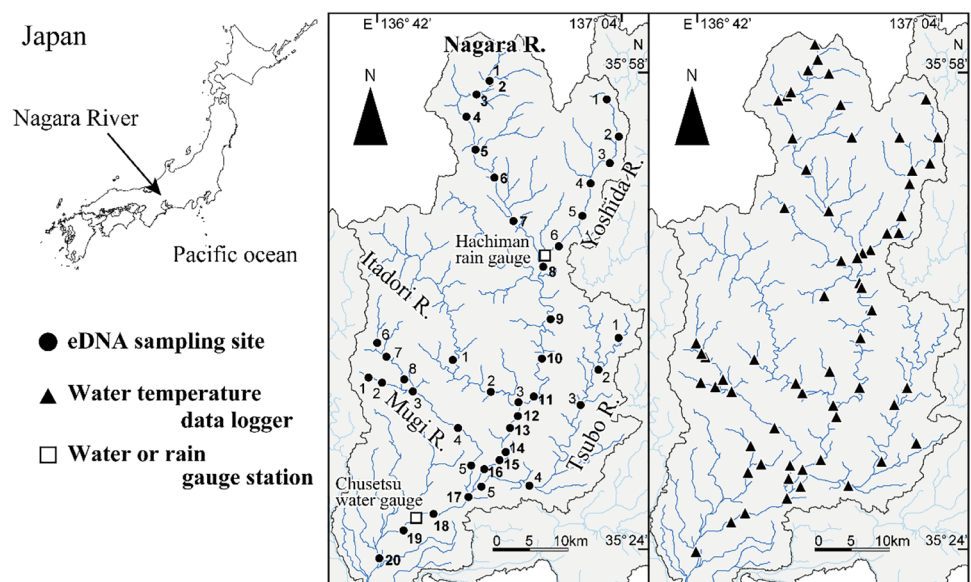 Japan
Nagara River
Pacific ocean
eDNA sampling site
Water temperature
data logger
Water or rain
gauge station
136° 42'
137° 04'
Nagara R.
N
35° 58'
N
1
2
3
4
5
6
7
1
2
3
4
5
6
Yoshida R.
Hachiman
rain gauge
8
Itadori R.
9
10
1
6
7
8
1
2
3
1
2
3
11
12
13
2
3
Mugi R.
4
Tsubo R.
14
15
16
5
5
4
17
Chusetsu
water gauge
18
19
20
0 5 10km
35° 24'
N
136° 42'
137° 04'
N
35° 58'
N
0 5 10km
35° 24'
N